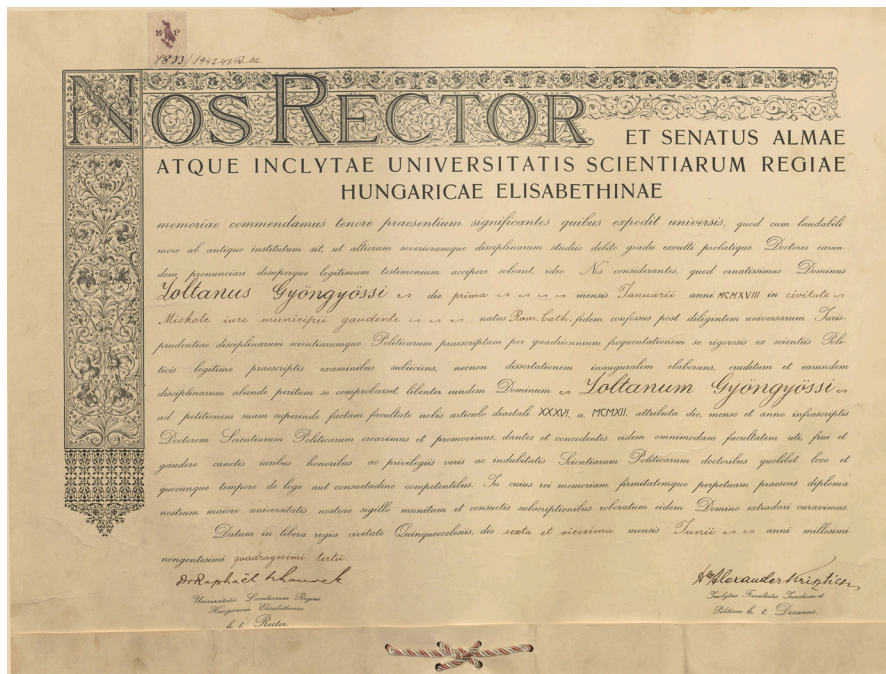 1833/1942-43. B. sz.
NOS RECTOR ET SENATUS ALMAE
ATQUE INCLYTAE UNIVERSITATIS SCIENTIARUM REGIAE
HUNGARICAE ELISABETHINAE
memoriae commendamus tenore praesentium significantes quibus expedit universis, quod cum laudabili
more ab antiquo institutum sit, ut altiorum severiorumque disciplinarum studiis debito gradu exculti probatique Doctores earun-
dem pronunciari desuperque legitimum testimonium accipere soleant, ideo Nos considerantes, quod ornatissimus Dominus
Zoltanus Gyöngyössi die prima mensis Januarii anni MCMXVIII in civitate
Miskolc iure municipii gaudente natus Rom. Cath. fidem confessus post diligentem universarum Juris-
prudentiae disciplinarum scientiarumque Politicarum praescriptam per quadriennium frequentationem se rigorosis ex scientiis Poli-
ticis legitime praescriptis examinibus subiiciens, necnon dissertationem inauguralem elaborans, eruditum et earundem
disciplinarum abunde peritum se comprobasset, libenter eundem Dominum Zoltanum Gyöngyössi
ad petitionem suam superinde factam facultate nobis articulo diaetali XXXVI. a. MCMXII. attributa die, mense et anno infrascriptis
Doctorem Scientiarum Politicarum creavimus et promovimus, dantes et concedentes eidem omnimodam facultatem uti, frui et
gaudere cunctis iuribus honoribus ac privilegiis veris ac indubitatis Scientiarum Politicarum doctoribus quolibet loco et
quocunque tempore de lege aut consuetudine competentibus. In cuius rei memoriam firmitatemque perpetuam praesens diploma
nostrum maiore universitatis nostrae sigillo munitum et consuetis subscriptionibus roboratum eidem Domino extradari curavimus.
Datum in libera regia civitate Quinqueecclesiis, die sexta et vicesima mensis Junii anni millesimi
nongentesimi quadragesimi tertii.
Dr Raphaël
Universitatis Scientiarum Regiae
Hungaricae Elisabethinae
h. t. Rector.
Dr. Alexander Krisztics
Inclytae Facultatis Juridicae et
Politicae h. t. Decanus.